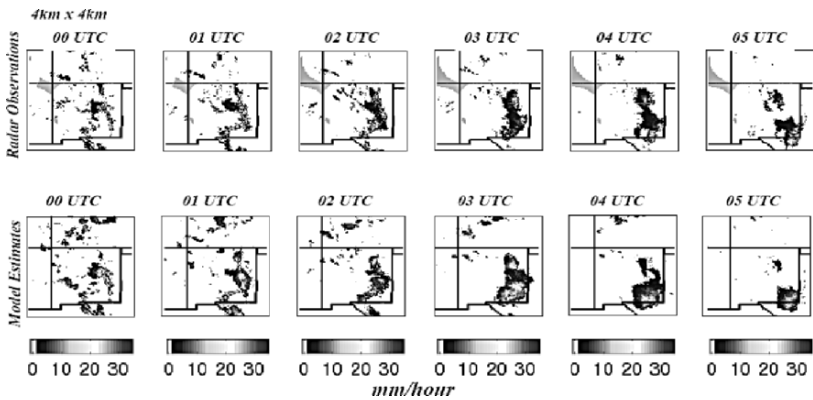 4km x 4km
00 UTC 01 UTC 02 UTC 03 UTC 04 UTC 05 UTC
Radar Observations
00 UTC 01 UTC 02 UTC 03 UTC 04 UTC 05 UTC
Model Estimates
0 10 20 30 0 10 20 30 0 10 20 30 0 10 20 30 0 10 20 30 0 10 20 30
mm/hour